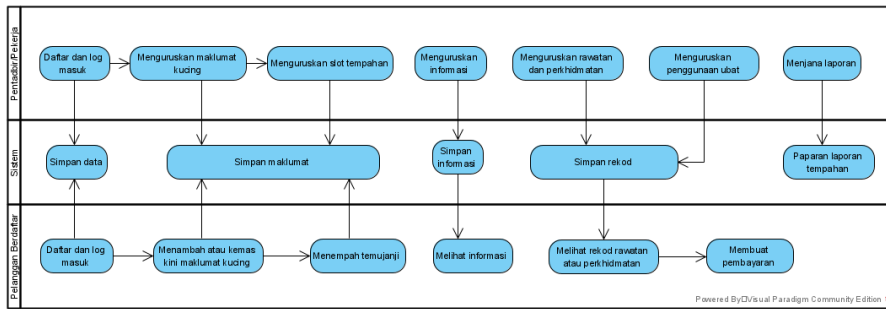 Pentadbir/Pekerja
Daftar dan log
masuk
Menguruskan maklumat
kucing
Menguruskan slot tempahan
Menguruskan
informasi
Menguruskan rawatan
dan perkhidmatan
Menguruskan
penggunaan ubat
Menjana laporan
Sistem
Simpan data
Simpan maklumat
Simpan
informasi
Simpan rekod
Paparan laporan
tempahan
Pelanggan Berdaftar
Daftar dan log
masuk
Menambah atau kemas
kini maklumat kucing
Menempah temujanji
Melihat informasi
Melihat rekod rawatan
atau perkhidmatan
Membuat
pembayaran
Powered By Visual Paradigm Community Edition